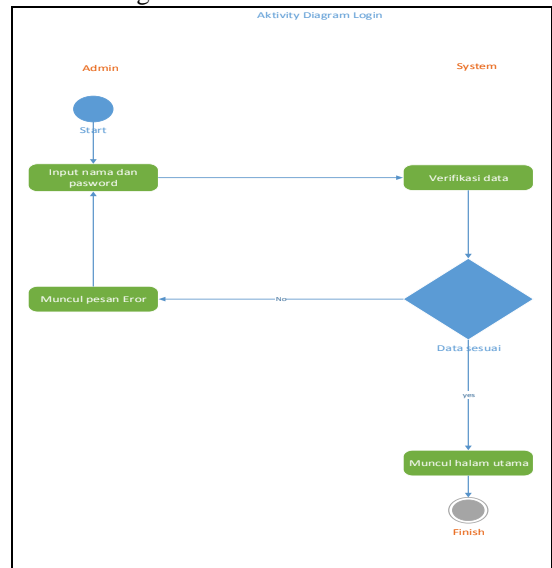 Aktivity Diagram Login
Admin
System
Start
Input nama dan
pasword
Verifikasi data
Muncul pesan Eror
No
Data sesuai
yes
Muncul halam utama
Finish